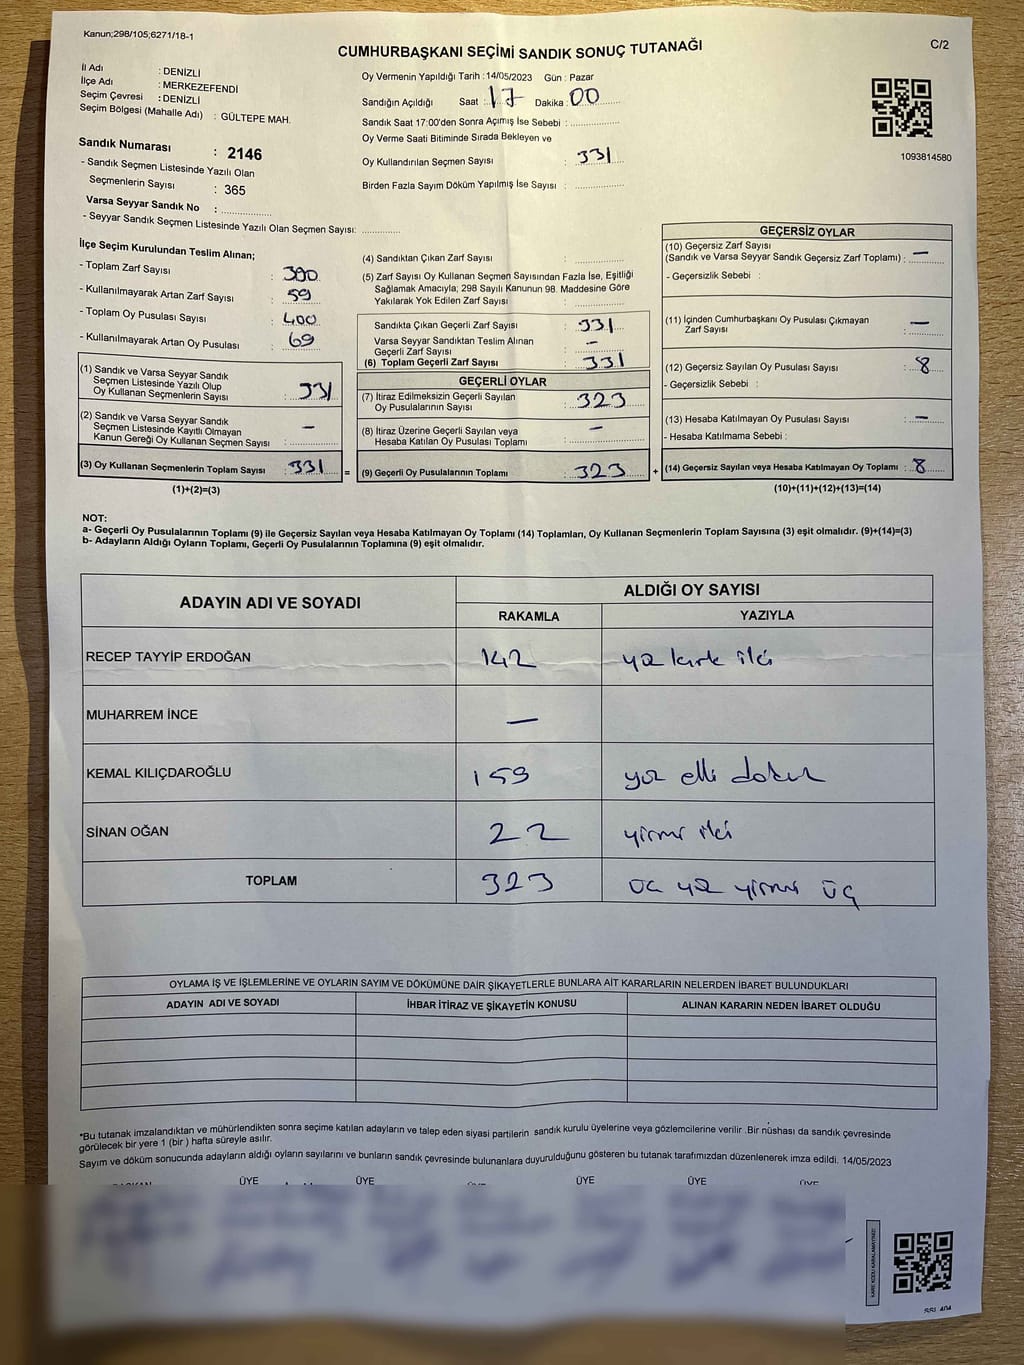 Kanun;298/105;6271/18-1
CUMHURBAŞKANI SEÇİMİ SANDIK SONUÇ TUTANAĞI
C/2
İl Adı : DENİZLİ
İlçe Adı : MERKEZEFENDİ
Seçim Çevresi : DENİZLİ
Seçim Bölgesi (Mahalle Adı) : GÜLTEPE MAH.
Sandık Numarası : 2146
- Sandık Seçmen Listesinde Yazılı Olan
Seçmenlerin Sayısı : 365
Varsa Seyyar Sandık No :
- Seyyar Sandık Seçmen Listesinde Yazılı Olan Seçmen Sayısı:
Oy Vermenin Yapıldığı Tarih : 14/05/2023 Gün : Pazar
Sandığın Açıldığı Saat : 17 Dakika : 00
Sandık Saat 17:00'den Sonra Açımış İse Sebebi :
Oy Verme Saati Bitiminde Sırada Bekleyen ve
Oy Kullandırılan Seçmen Sayısı : 331
Birden Fazla Sayım Döküm Yapılmış İse Sayısı :
1093814580
İlçe Seçim Kurulundan Teslim Alınan;
- Toplam Zarf Sayısı : 390
- Kullanılmayarak Artan Zarf Sayısı : 59
- Toplam Oy Pusulası Sayısı : 400
- Kullanılmayarak Artan Oy Pusulası : 69
(1) Sandık ve Varsa Seyyar Sandık
Seçmen Listesinde Yazılı Olup
Oy Kullanan Seçmenlerin Sayısı : 331
(2) Sandık ve Varsa Seyyar Sandık
Seçmen Listesinde Kayıtlı Olmayan
Kanun Gereği Oy Kullanan Seçmen Sayısı : –
(3) Oy Kullanan Seçmenlerin Toplam Sayısı : 331 =
(1)+(2)=(3)
(4) Sandıktan Çıkan Zarf Sayısı :
(5) Zarf Sayısı Oy Kullanan Seçmen Sayısından Fazla İse, Eşitliği
Sağlamak Amacıyla; 298 Sayılı Kanunun 98. Maddesine Göre
Yakılarak Yok Edilen Zarf Sayısı :
Sandıkta Çıkan Geçerli Zarf Sayısı : 331
Varsa Seyyar Sandıktan Teslim Alınan
Geçerli Zarf Sayısı : –
(6) Toplam Geçerli Zarf Sayısı : 331
GEÇERLİ OYLAR
(7) İtiraz Edilmeksizin Geçerli Sayılan
Oy Pusulalarının Sayısı : 323
(8) İtiraz Üzerine Geçerli Sayılan veya
Hesaba Katılan Oy Pusulası Toplamı : –
(9) Geçerli Oy Pusulalarının Toplamı : 323 +
GEÇERSİZ OYLAR
(10) Geçersiz Zarf Sayısı
(Sandık ve Varsa Seyyar Sandık Geçersiz Zarf Toplamı) : –
- Geçersizlik Sebebi :
(11) İçinden Cumhurbaşkanı Oy Pusulası Çıkmayan
Zarf Sayısı : –
(12) Geçersiz Sayılan Oy Pusulası Sayısı : 8
- Geçersizlik Sebebi :
(13) Hesaba Katılmayan Oy Pusulası Sayısı : –
- Hesaba Katılmama Sebebi :
(14) Geçersiz Sayılan veya Hesaba Katılmayan Oy Toplamı : 8
(10)+(11)+(12)+(13)=(14)
NOT:
a- Geçerli Oy Pusulalarının Toplamı (9) ile Geçersiz Sayılan veya Hesaba Katılmayan Oy Toplamı (14) Toplamları, Oy Kullanan Seçmenlerin Toplam Sayısına (3) eşit olmalıdır. (9)+(14)=(3)
b- Adayların Aldığı Oyların Toplamı, Geçerli Oy Pusulalarının Toplamına (9) eşit olmalıdır.
ADAYIN ADI VE SOYADI
ALDIĞI OY SAYISI
RAKAMLA YAZIYLA
RECEP TAYYİP ERDOĞAN 142 yüz kırk iki
MUHARREM İNCE –
KEMAL KILIÇDAROĞLU 159 yüz elli dokuz
SİNAN OĞAN 22 yirmi iki
TOPLAM 323 üç yüz yirmi üç
OYLAMA İŞ VE İŞLEMLERİNE VE OYLARIN SAYIM VE DÖKÜMÜNE DAİR ŞİKAYETLERLE BUNLARA AİT KARARLARIN NELERDEN İBARET BULUNDUKLARI
ADAYIN ADI VE SOYADI İHBAR İTİRAZ VE ŞİKAYETİN KONUSU ALINAN KARARIN NEDEN İBARET OLDUĞU
*Bu tutanak imzalandıktan ve mühürlendikten sonra seçime katılan adayların ve talep eden siyasi partilerin sandık kurulu üyelerine veya gözlemcilerine verilir .Bir nüshası da sandık çevresinde
görülecek bir yere 1 (bir ) hafta süreyle asılır.
Sayım ve döküm sonucunda adayların aldığı oyların sayılarını ve bunların sandık çevresinde bulunanlara duyurulduğunu gösteren bu tutanak tarafımızdan düzenlenerek imza edildi. 14/05/2023
ÜYE ÜYE ÜYE ÜYE ÜYE ÜYE
KARE KODU KARALAMAYINIZ!